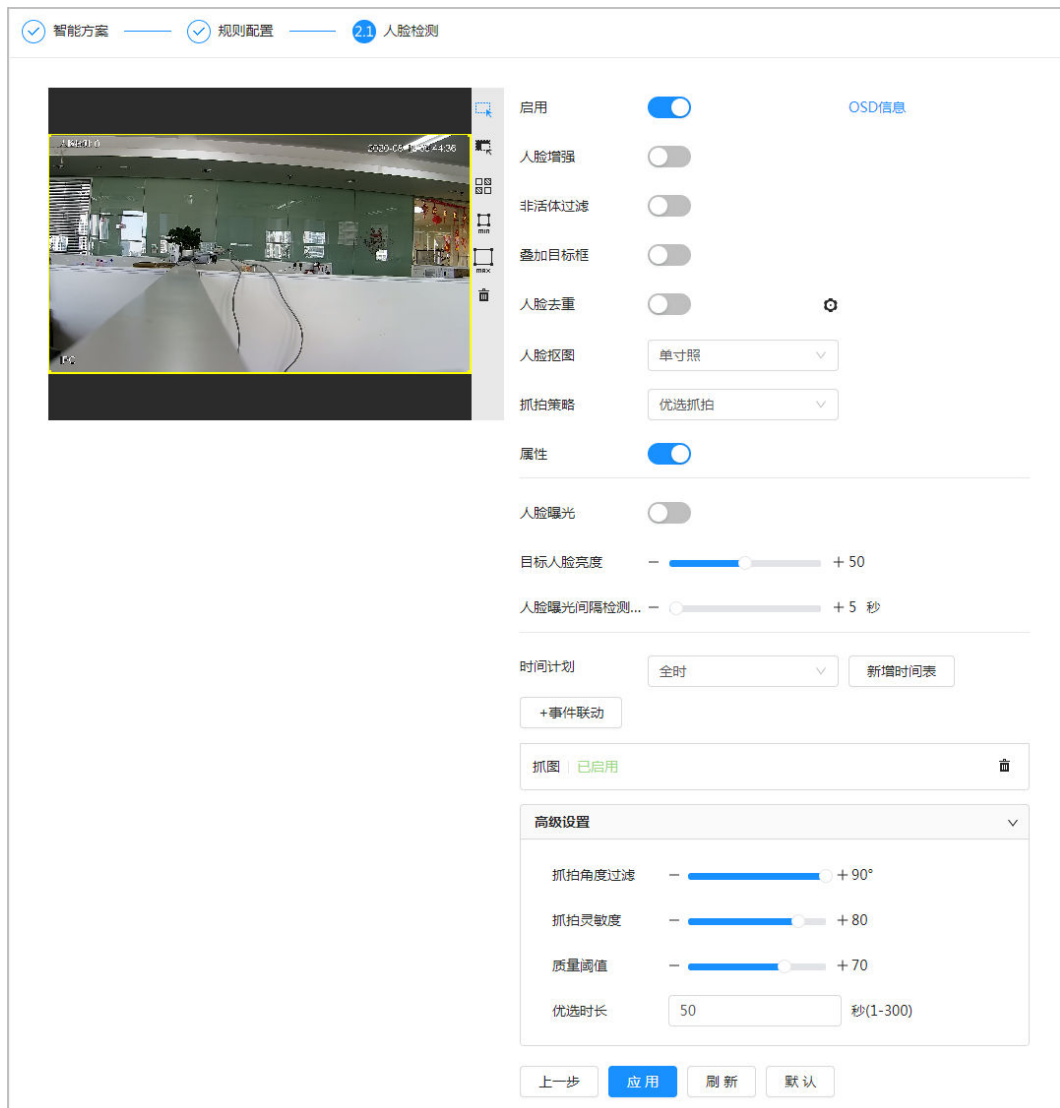 智能方案 规则配置 2.1 人脸检测
启用 OSD信息
人脸增强
非活体过滤
叠加目标框
人脸去重
人脸抠图 单寸照
抓拍策略 优选抓拍
属性
人脸曝光
目标人脸亮度 − + 50
人脸曝光间隔检测... − + 5 秒
时间计划 全时 新增时间表
+事件联动
抓图 已启用
高级设置
抓拍角度过滤 − + 90°
抓拍灵敏度 − + 80
质量阈值 − + 70
优选时长 50 秒(1-300)
上一步 应用 刷新 默认
min
max